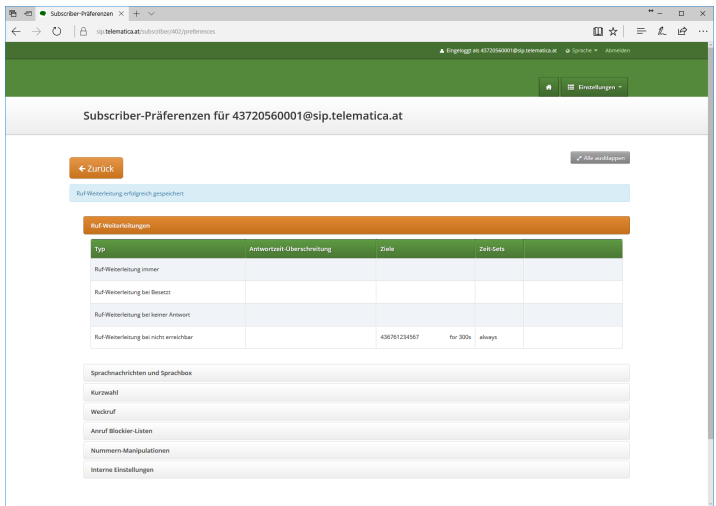 Subscriber-Präferenzen
sip.telematica.at/subscriber/402/preferences
Eingeloggt als 43720560001@sip.telematica.at Sprache Abmelden
Einstellungen
Subscriber-Präferenzen für 43720560001@sip.telematica.at
Alle ausklappen
Zurück
Ruf-Weiterleitung erfolgreich gespeichert
Ruf-Weiterleitungen
Typ Antwortzeit-Überschreitung Ziele Zeit-Sets
Ruf-Weiterleitung immer
Ruf-Weiterleitung bei Besetzt
Ruf-Weiterleitung bei keiner Antwort
Ruf-Weiterleitung bei nicht erreichbar 436761234567 for 300s always
Sprachnachrichten und Sprachbox
Kurzwahl
Weckruf
Anruf Blockier-Listen
Nummern-Manipulationen
Interne Einstellungen